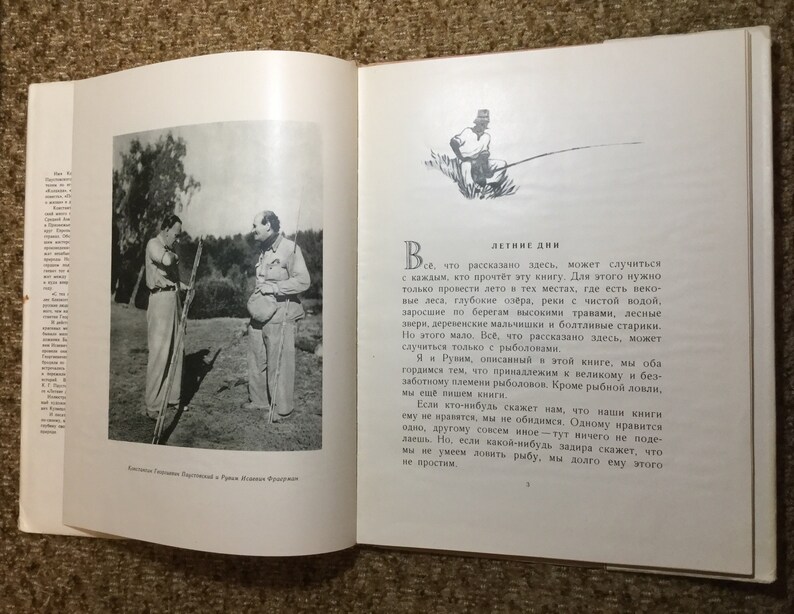 Константин Георгиевич Паустовский и Рувим Исаевич Фраерман
ЛЕТНИЕ ДНИ
Всё, что рассказано здесь, может случиться
с каждым, кто прочтёт эту книгу. Для этого нужно
только провести лето в тех местах, где есть веко-
вые леса, глубокие озёра, реки с чистой водой,
заросшие по берегам высокими травами, лесные
звери, деревенские мальчишки и болтливые старики.
Но этого мало. Всё, что рассказано здесь, может
случиться только с рыболовами.
Я и Рувим, описанный в этой книге, мы оба
гордимся тем, что принадлежим к великому и без-
заботному племени рыболовов. Кроме рыбной ловли,
мы ещё пишем книги.
Если кто-нибудь скажет нам, что наши книги
ему не нравятся, мы не обидимся. Одному нравится
одно, другому совсем иное — тут ничего не поде-
лаешь. Но, если какой-нибудь задира скажет, что
мы не умеем ловить рыбу, мы долго ему этого
не простим.
3